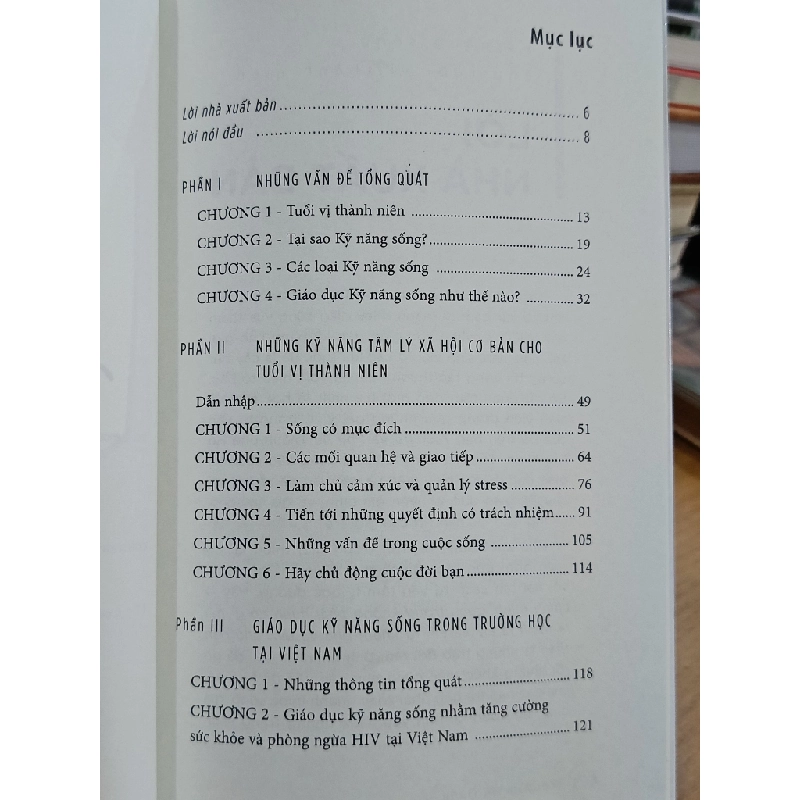 Mục lục
Lời nhà xuất bản ........ 6
Lời nói đầu ........ 8
PHẦN I NHỮNG VẤN ĐỀ TỔNG QUÁT
CHƯƠNG 1 - Tuổi vị thành niên ........ 13
CHƯƠNG 2 - Tại sao Kỹ năng sống? ........ 19
CHƯƠNG 3 - Các loại Kỹ năng sống ........ 24
CHƯƠNG 4 - Giáo dục Kỹ năng sống như thế nào? ........ 32
PHẦN II NHỮNG KỸ NĂNG TÂM LÝ XÃ HỘI CƠ BẢN CHO
TUỔI VỊ THÀNH NIÊN
Dẫn nhập ........ 49
CHƯƠNG 1 - Sống có mục đích ........ 51
CHƯƠNG 2 - Các mối quan hệ và giao tiếp ........ 64
CHƯƠNG 3 - Làm chủ cảm xúc và quản lý stress ........ 76
CHƯƠNG 4 - Tiến tới những quyết định có trách nhiệm ...... 91
CHƯƠNG 5 - Những vấn đề trong cuộc sống ........ 105
CHƯƠNG 6 - Hãy chủ động cuộc đời bạn ........ 114
Phần III GIÁO DỤC KỸ NĂNG SỐNG TRONG TRƯỜNG HỌC
TẠI VIỆT NAM
CHƯƠNG 1 - Những thông tin tổng quát ........ 118
CHƯƠNG 2 - Giáo dục kỹ năng sống nhằm tăng cường
sức khỏe và phòng ngừa HIV tại Việt Nam ........ 121